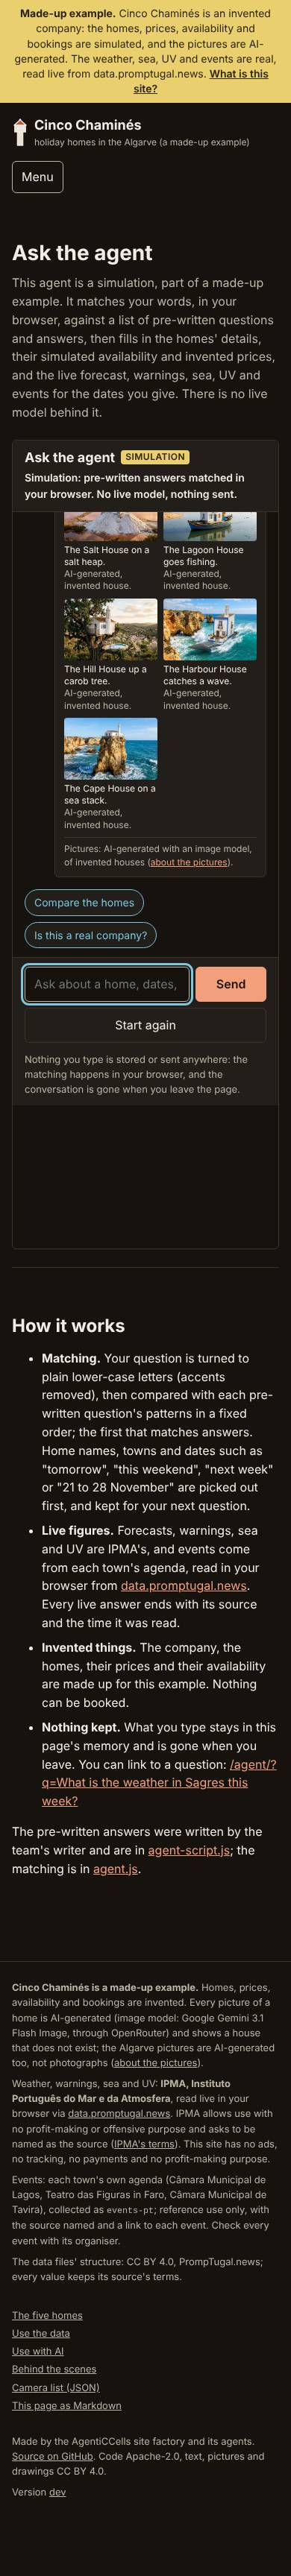 Made-up example. Cinco Chaminés is an invented
company: the homes, prices, availability and
bookings are simulated, and the pictures are AI-
generated. The weather, sea, UV and events are real,
read live from data.promptugal.news. What is this
site?
Cinco Chaminés
holiday homes in the Algarve (a made-up example)
Menu
Ask the agent
This agent is a simulation, part of a made-up
example. It matches your words, in your
browser, against a list of pre-written questions
and answers, then fills in the homes' details,
their simulated availability and invented prices,
and the live forecast, warnings, sea, UV and
events for the dates you give. There is no live
model behind it.
Ask the agent SIMULATION
Simulation: pre-written answers matched in
your browser. No live model, nothing sent.
The Salt House on a
salt heap.
AI-generated,
invented house.
The Lagoon House
goes fishing.
AI-generated,
invented house.
The Hill House up a
carob tree.
AI-generated,
invented house.
The Harbour House
catches a wave.
AI-generated,
invented house.
The Cape House on a
sea stack.
AI-generated,
invented house.
Pictures: AI-generated with an image model,
of invented houses (about the pictures).
Compare the homes
Is this a real company?
Ask about a home, dates,
Send
Start again
Nothing you type is stored or sent anywhere: the
matching happens in your browser, and the
conversation is gone when you leave the page.
How it works
• Matching. Your question is turned to
plain lower-case letters (accents
removed), then compared with each pre-
written question's patterns in a fixed
order; the first that matches answers.
Home names, towns and dates such as
"tomorrow", "this weekend", "next week"
or "21 to 28 November" are picked out
first, and kept for your next question.
• Live figures. Forecasts, warnings, sea
and UV are IPMA's, and events come
from each town's agenda, read in your
browser from data.promptugal.news.
Every live answer ends with its source
and the time it was read.
• Invented things. The company, the
homes, their prices and their availability
are made up for this example. Nothing
can be booked.
• Nothing kept. What you type stays in this
page's memory and is gone when you
leave. You can link to a question: /agent/?
q=What is the weather in Sagres this
week?
The pre-written answers were written by the
team's writer and are in agent-script.js; the
matching is in agent.js.
Cinco Chaminés is a made-up example. Homes, prices,
availability and bookings are invented. Every picture of a
home is AI-generated (image model: Google Gemini 3.1
Flash Image, through OpenRouter) and shows a house
that does not exist; the Algarve pictures are AI-generated
too, not photographs (about the pictures).
Weather, warnings, sea and UV: IPMA, Instituto
Português do Mar e da Atmosfera, read live in your
browser via data.promptugal.news. IPMA allows use with
no profit-making or offensive purpose and asks to be
named as the source (IPMA's terms). This site has no ads,
no tracking, no payments and no profit-making purpose.
Events: each town's own agenda (Câmara Municipal de
Lagos, Teatro das Figuras in Faro, Câmara Municipal de
Tavira), collected as events-pt; reference use only, with
the source named and a link to each event. Check every
event with its organiser.
The data files' structure: CC BY 4.0, PrompTugal.news;
every value keeps its source's terms.
The five homes
Use the data
Use with AI
Behind the scenes
Camera list (JSON)
This page as Markdown
Made by the AgentiCCells site factory and its agents.
Source on GitHub. Code Apache-2.0, text, pictures and
drawings CC BY 4.0.
Version dev